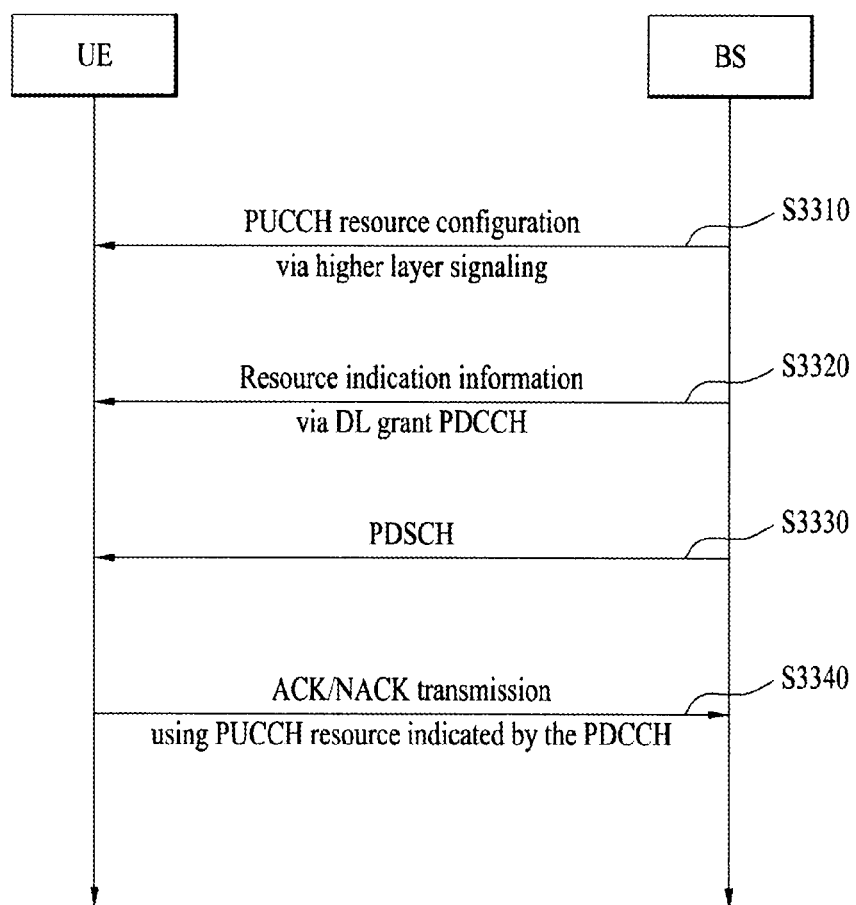 UE
BS
S3310
PUCCH resource configuration
via higher layer signaling
S3320
Resource indication information
via DL grant PDCCH
S3330
PDSCH
S3340
ACK/NACK transmission
using PUCCH resource indicated by the PDCCH